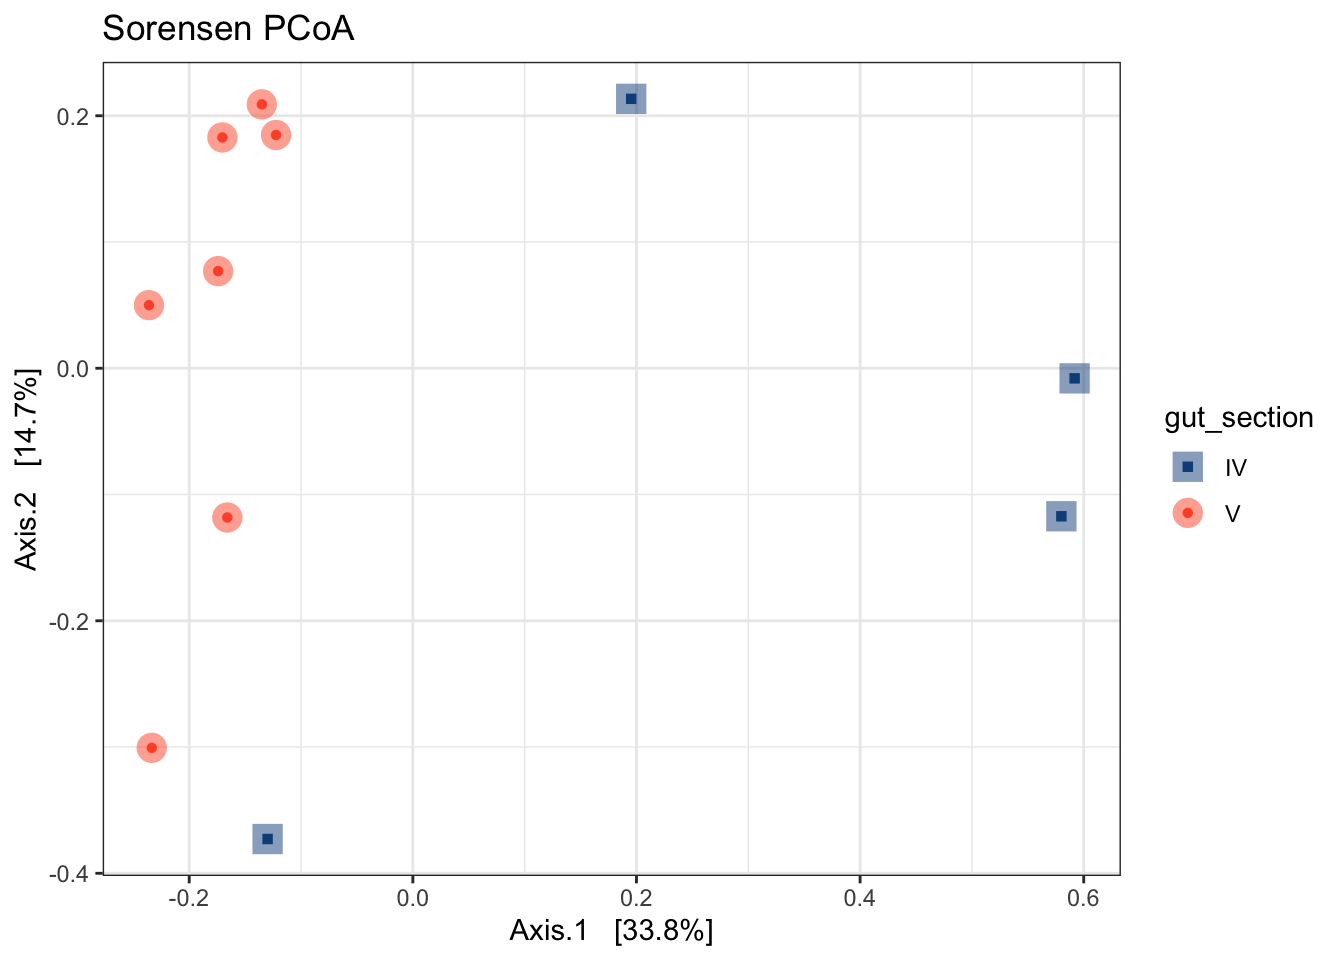 Sorensen PCoA
0.2
0.0
-0.2
-0.4
Axis.2 [14.7%]
-0.2 0.0 0.2 0.4 0.6
Axis.1 [33.8%]
gut_section
IV
V